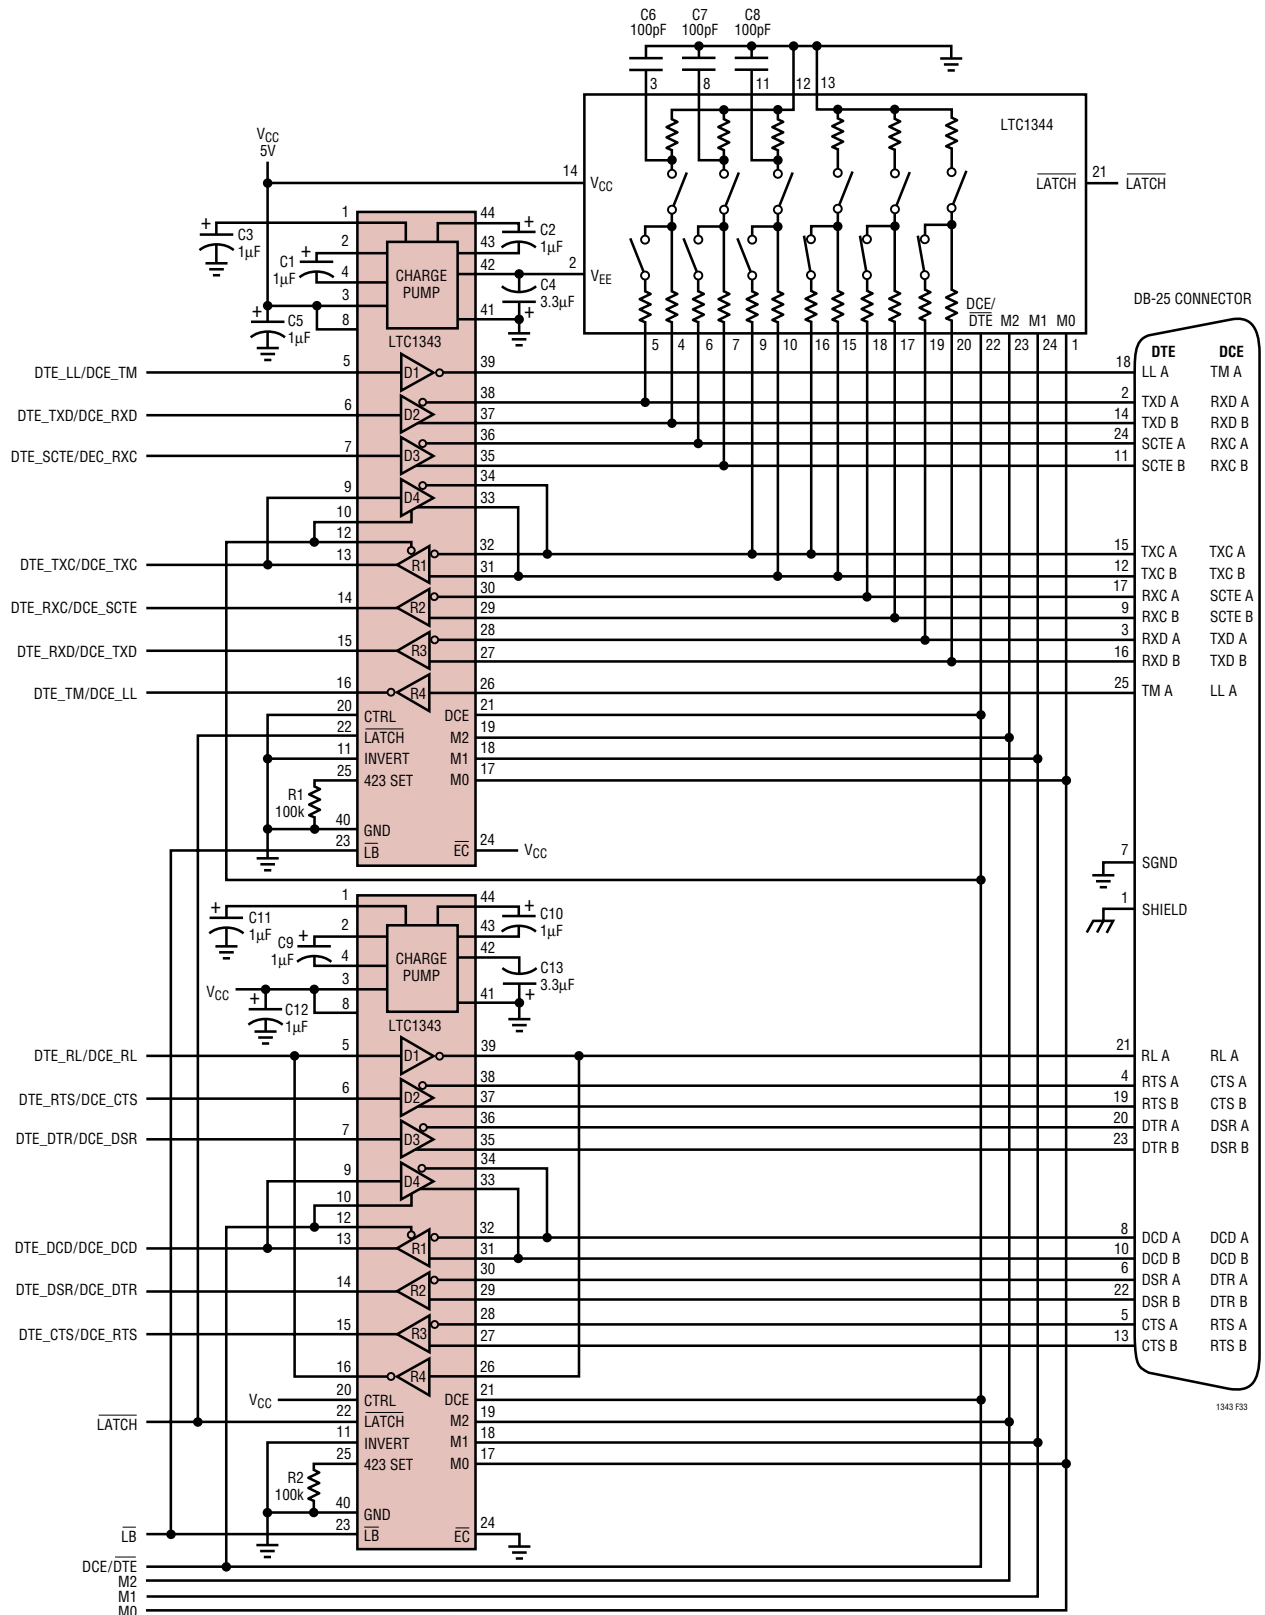 C6
100pF
C7
100pF
C8
100pF
3
8
11
12
13
LTC1344
VCC
5V
14
VCC
LATCH
21
LATCH
2
VEE
DCE/
DTE
M2
M1
M0
5
4
6
7
9
10
16
15
18
17
19
20
22
23
24
1
1
44
C3
1µF
2
C1
1µF
4
3
8
C5
1µF
CHARGE
PUMP
43
C2
1µF
42
C4
3.3µF
41
LTC1343
DTE_LL/DCE_TM
5
D1
39
DTE_TXD/DCE_RXD
6
D2
38
37
DTE_SCTE/DEC_RXC
7
D3
36
35
9
D4
34
33
10
12
DTE_TXC/DCE_TXC
13
R1
32
31
DTE_RXC/DCE_SCTE
14
R2
30
29
DTE_RXD/DCE_TXD
15
R3
28
27
DTE_TM/DCE_LL
16
R4
26
20
CTRL
DCE
21
22
LATCH
M2
19
11
INVERT
M1
18
25
423 SET
M0
17
R1
100k
40
GND
23
LB
EC
24
VCC
DB-25 CONNECTOR
DTE
DCE
18
LL A
TM A
2
TXD A
RXD A
14
TXD B
RXD B
24
SCTE A
RXC A
11
SCTE B
RXC B
15
TXC A
TXC A
12
TXC B
TXC B
17
RXC A
SCTE A
9
RXC B
SCTE B
3
RXD A
TXD A
16
RXD B
TXD B
25
TM A
LL A
7
SGND
1
SHIELD
1
44
C11
1µF
2
C9
1µF
4
VCC
3
8
C12
1µF
CHARGE
PUMP
43
C10
1µF
42
C13
3.3µF
41
LTC1343
DTE_RL/DCE_RL
5
D1
39
21
RL A
RL A
DTE_RTS/DCE_CTS
6
D2
38
37
4
RTS A
CTS A
19
RTS B
CTS B
DTE_DTR/DCE_DSR
7
D3
36
35
20
DTR A
DSR A
23
DTR B
DSR B
9
D4
34
33
10
12
DTE_DCD/DCE_DCD
13
R1
32
31
8
DCD A
DCD A
10
DCD B
DCD B
DTE_DSR/DCE_DTR
14
R2
30
29
6
DSR A
DTR A
22
DSR B
DTR B
DTE_CTS/DCE_RTS
15
R3
28
27
5
CTS A
RTS A
13
CTS B
RTS B
16
R4
26
VCC
20
CTRL
DCE
21
LATCH
22
LATCH
M2
19
11
INVERT
M1
18
25
423 SET
M0
17
R2
100k
40
GND
LB
23
LB
EC
24
DCE/DTE
M2
M1
M0
1343 F33